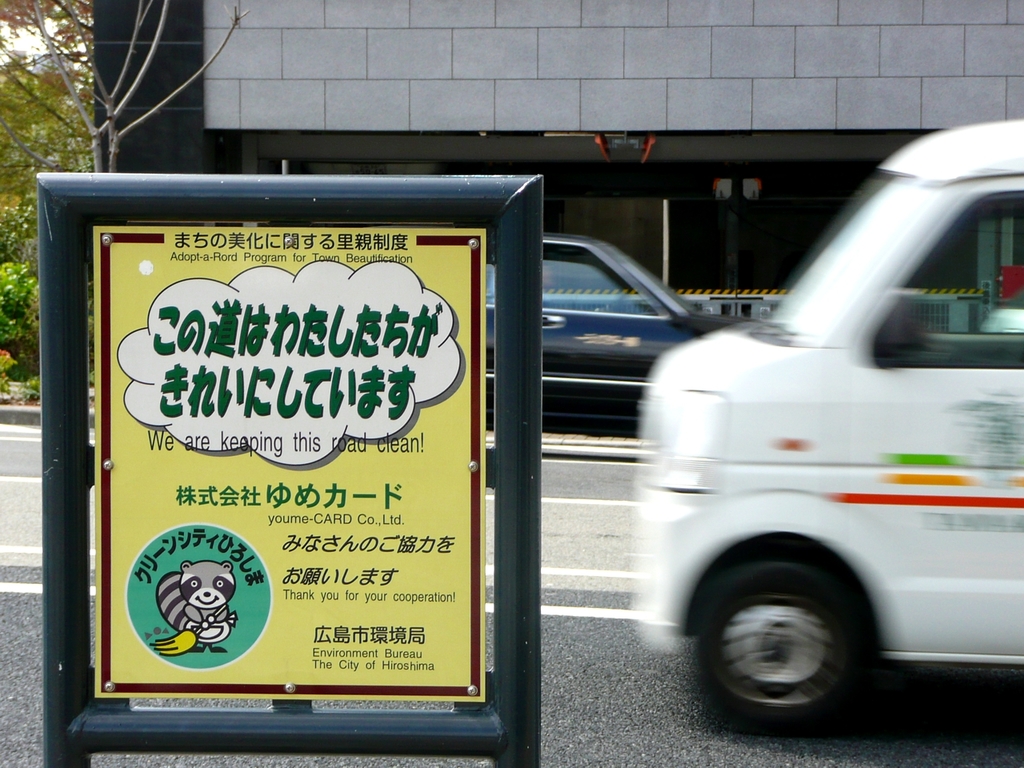 まちの美化に関する里親制度
Adopt-a-Rord Program for Town Beautification
この道はわたしたちが
きれいにしています
We are keeping this road clean!
株式会社 ゆめカード
youme-CARD Co.,Ltd.
クリーンシティひろしま
みなさんのご協力を
お願いします
Thank you for your cooperation!
広島市環境局
Environment Bureau
The City of Hiroshima